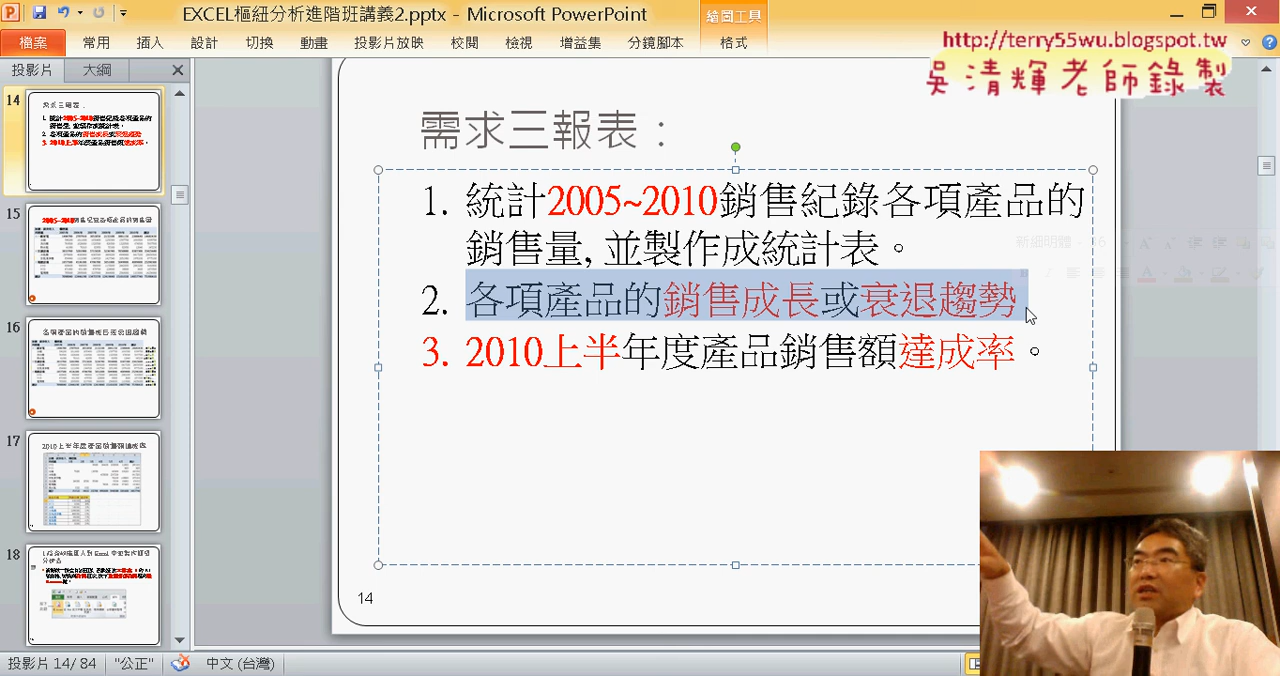 EXCEL樞紐分析進階班講義2.pptx - Microsoft PowerPoint
繪圖工具
檔案 常用 插入 設計 切換 動畫 投影片放映 校閱 檢視 增益集 分鏡腳本 格式
http://terry55wu.blogspot.tw
吳清輝老師錄製
投影片 大綱
14
15
16
17
18
需求三報表：
1. 統計2005~2010銷售紀錄各項產品的
銷售量, 並製作成統計表。
2. 各項產品的銷售成長或衰退趨勢
3. 2010上半年度產品銷售額達成率。
14
投影片 14/ 84 "公正" 中文 (台灣)